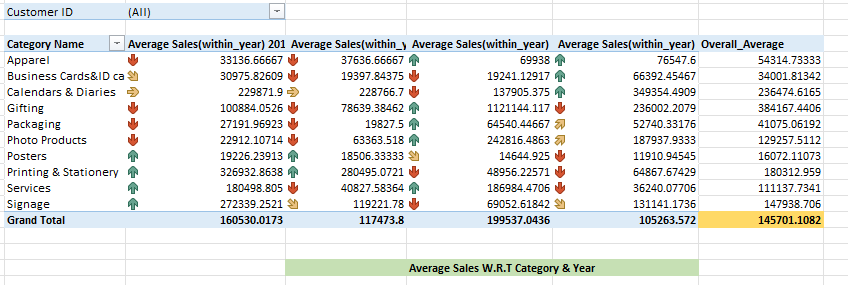 Customer ID (All)
Category Name Average Sales(within_year) 201 Average Sales(within_y Average Sales(within_year) Average Sales(within_year) Overall_Average
Apparel 33136.66667 37636.66667 69938 76547.6 54314.73333
Business Cards&ID ca 30975.82609 19397.84375 19241.12917 66392.45467 34001.81342
Calendars & Diaries 229871.9 228766.7 137905.375 349354.4909 236474.6165
Gifting 100884.0526 78639.38462 1121144.117 236002.2079 384167.4406
Packaging 27191.96923 19827.5 64540.44667 52740.33176 41075.06192
Photo Products 22912.10714 63363.518 242816.4863 187937.9333 129257.5112
Posters 19226.23913 18506.33333 14644.925 11910.94545 16072.11073
Printing & Stationery 326932.8638 280495.0721 48956.22571 64867.67429 180312.959
Services 180498.805 40827.58364 186984.4706 36240.07706 111137.7341
Signage 272339.2521 119221.78 69052.61842 131141.1736 147938.706
Grand Total 160530.0173 117473.8 199537.0436 105263.572 145701.1082
Average Sales W.R.T Category & Year